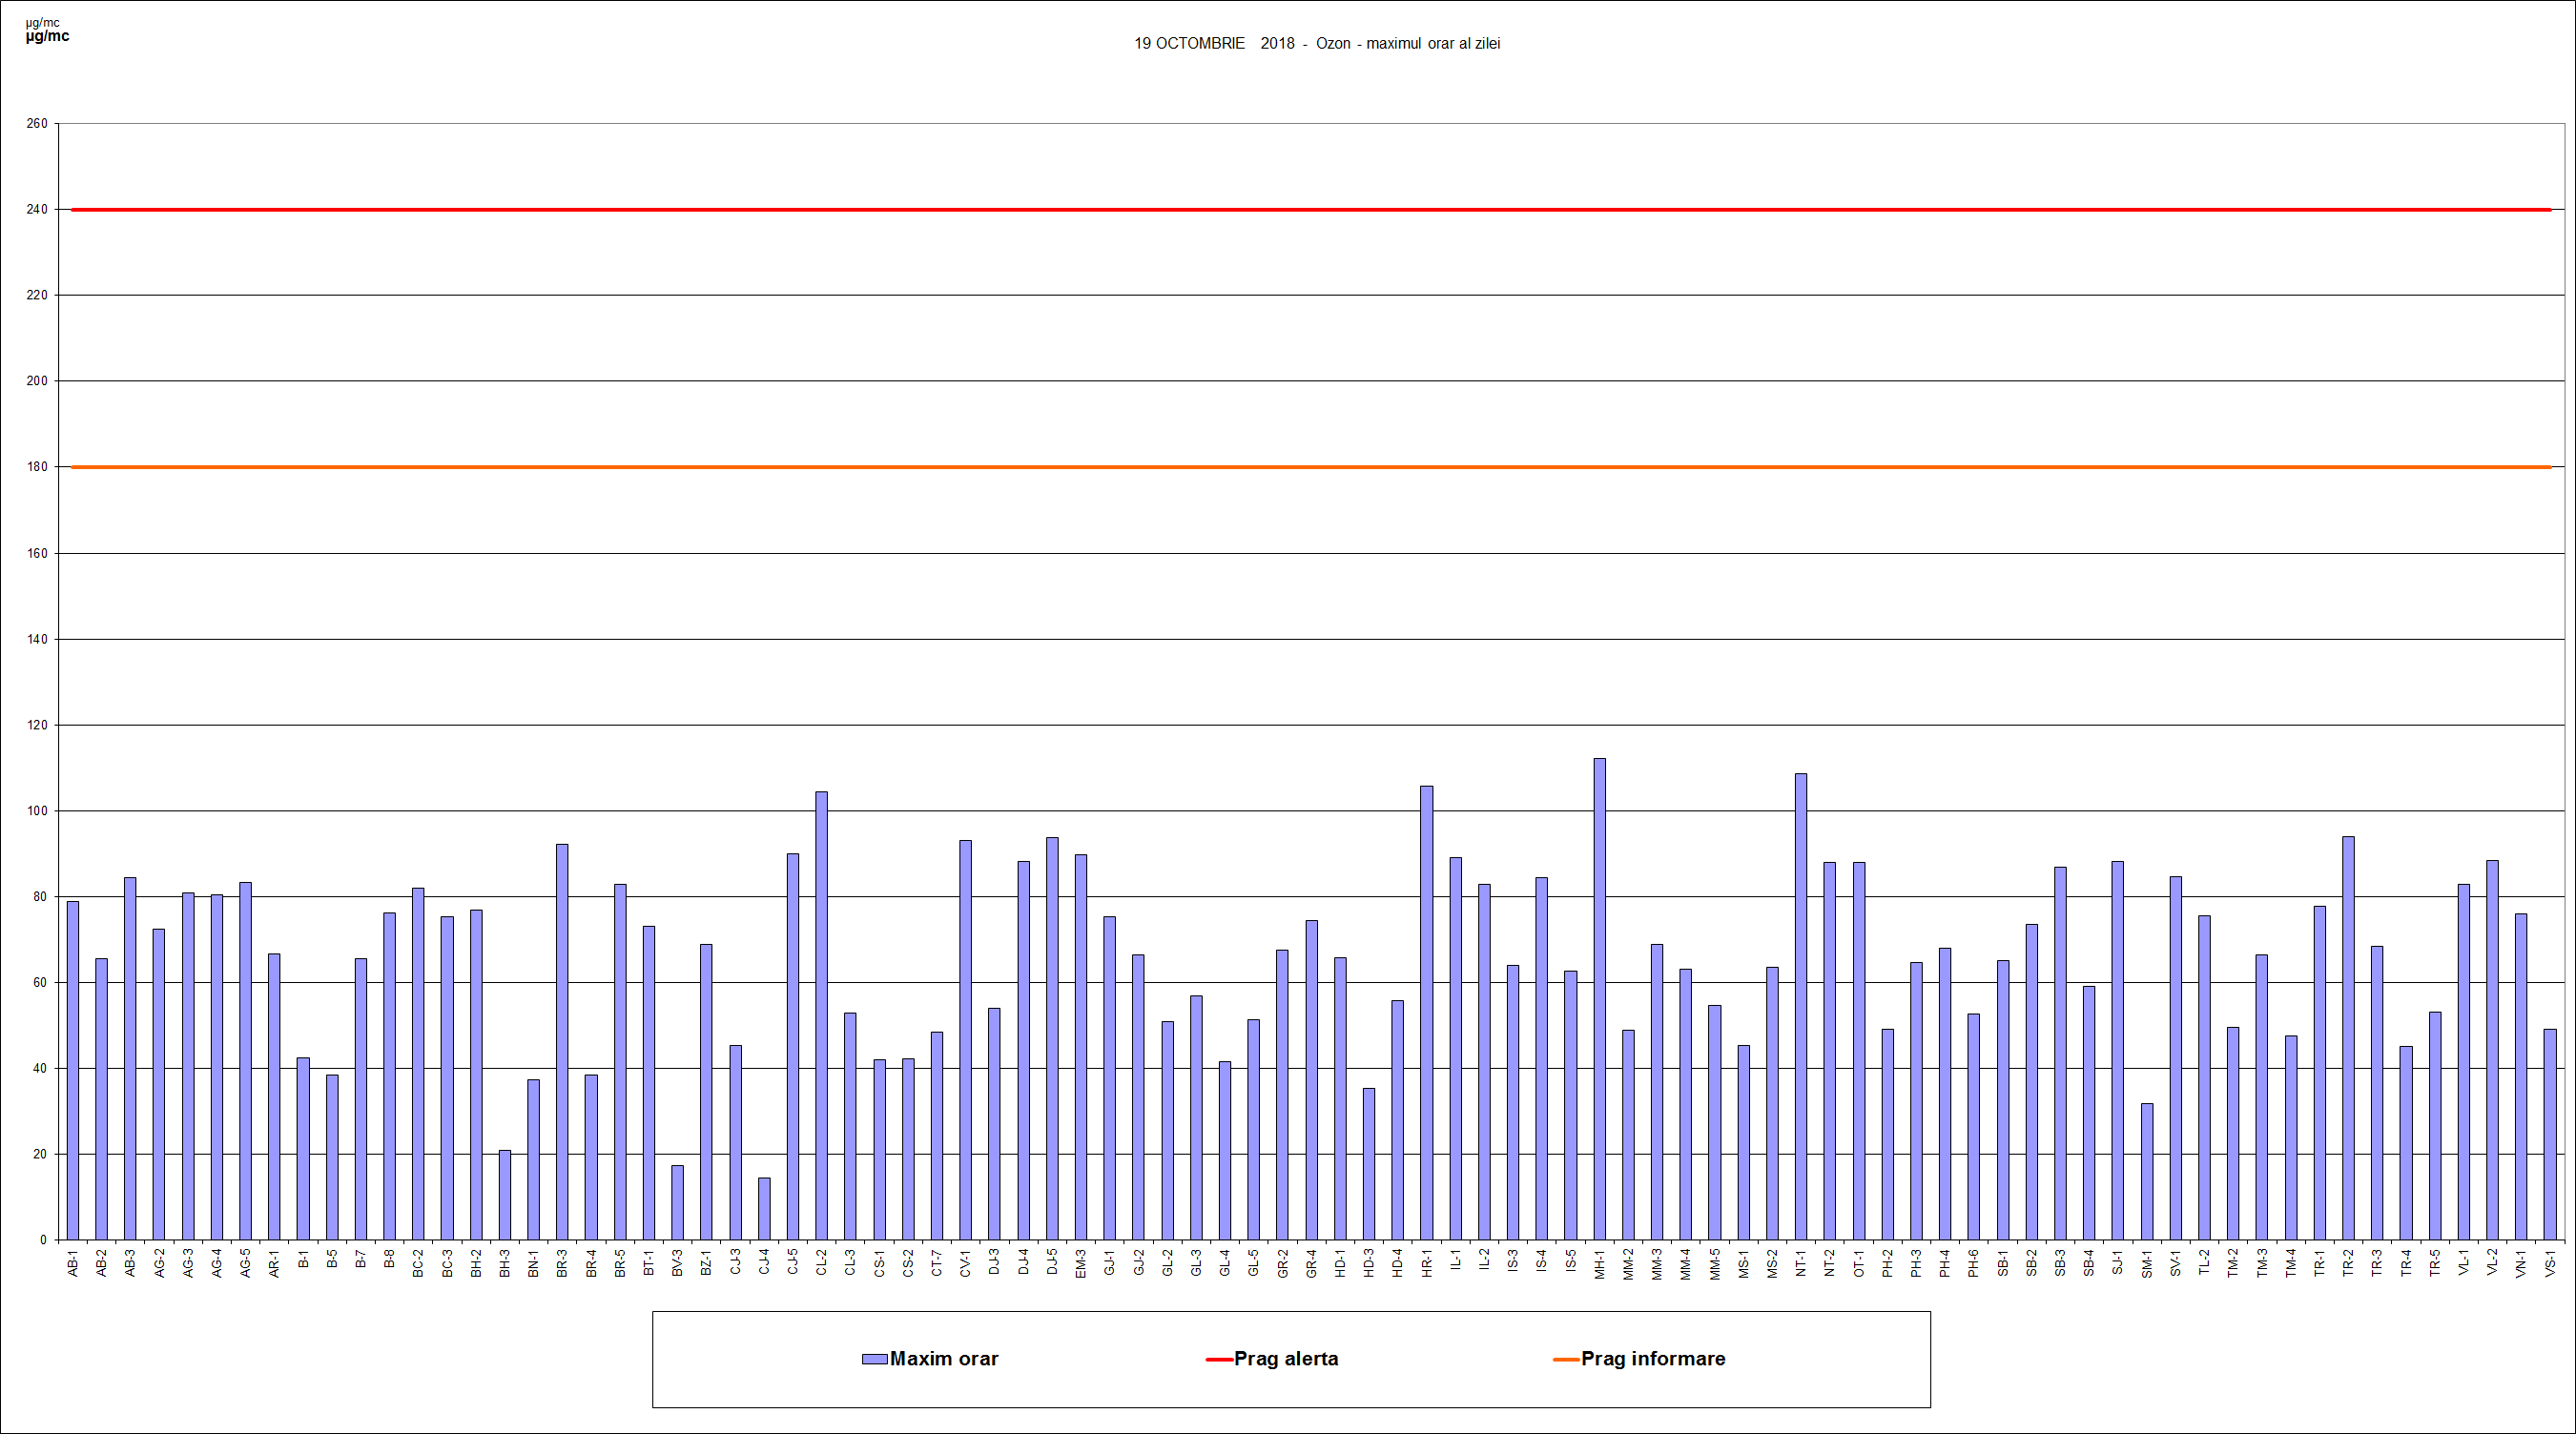 µg/mc
µg/mc
19 OCTOMBRIE 2018 - Ozon - maximul orar al zilei
260
240
220
200
180
160
140
120
100
80
60
40
20
0
AB-1 AB-2 AB-3 AG-2 AG-3 AG-4 AG-5 AR-1 B-1 B-5 B-7 B-8 BC-2 BC-3 BH-2 BH-3 BN-1 BR-3 BR-4 BR-5 BT-1 BV-3 BZ-1 CJ-3 CJ-4 CJ-5 CL-2 CL-3 CS-1 CS-2 CT-7 CV-1 DJ-3 DJ-4 DJ-5 EM-3 GJ-1 GJ-2 GL-2 GL-3 GL-4 GL-5 GR-2 GR-4 HD-1 HD-3 HD-4 HR-1 IL-1 IL-2 IS-3 IS-4 IS-5 MH-1 MM-2 MM-3 MM-4 MM-5 MS-1 MS-2 NT-1 NT-2 OT-1 PH-2 PH-3 PH-4 PH-6 SB-1 SB-2 SB-3 SB-4 SJ-1 SM-1 SV-1 TL-2 TM-2 TM-3 TM-4 TR-1 TR-2 TR-3 TR-4 TR-5 VL-1 VL-2 VN-1 VS-1
Maxim orar Prag alerta Prag informare